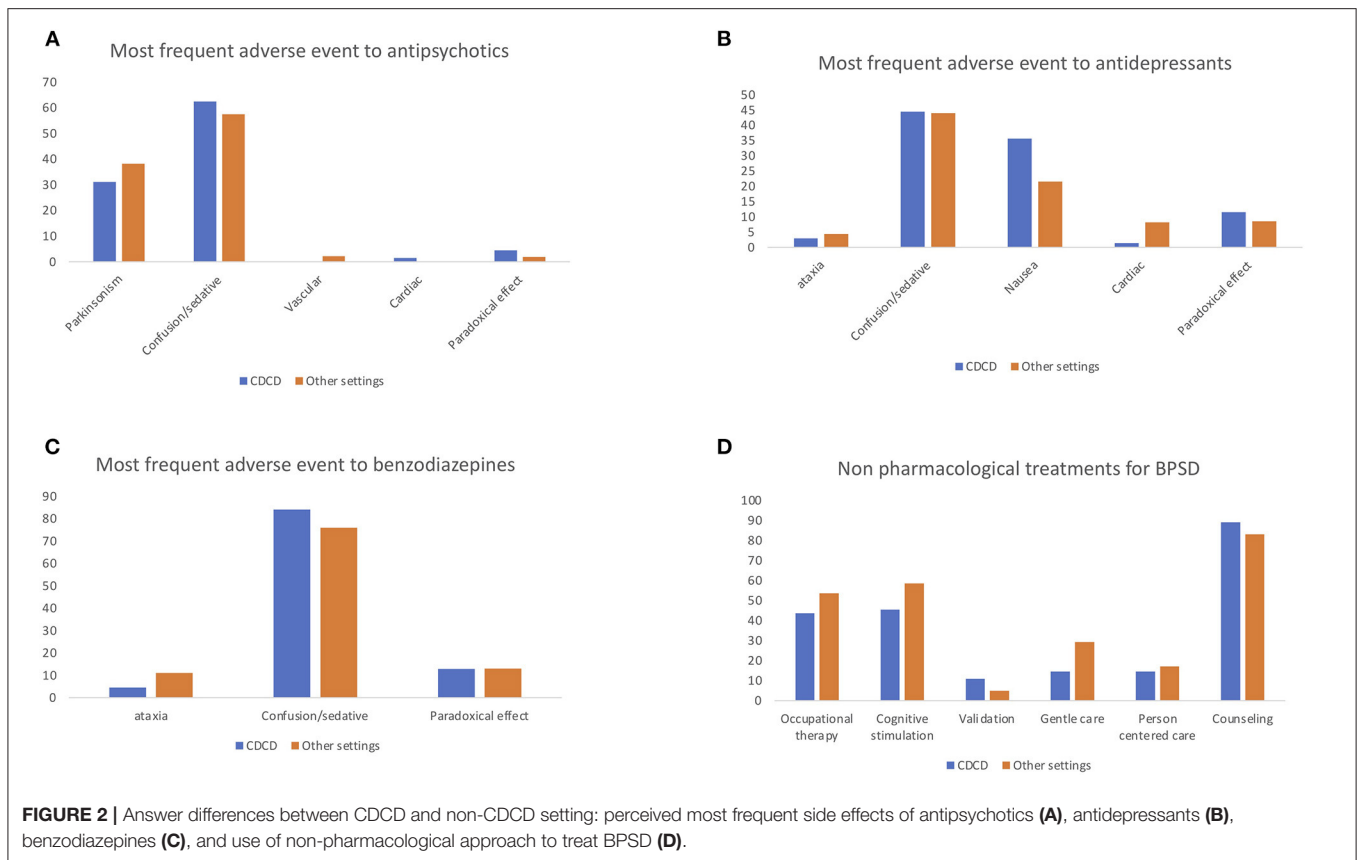 A
Most frequent adverse event to antipsychotics
70
60
50
40
30
20
10
0
Parkinsonism
Confusion/sedative
Vascular
Cardiac
Paradoxical effect
CDCD Other settings
B
Most frequent adverse event to antidepressants
50
45
40
35
30
25
20
15
10
5
0
ataxia
Confusion/sedative
Nausea
Cardiac
Paradoxical effect
CDCD Other settings
C
Most frequent adverse event to benzodiazepines
90
80
70
60
50
40
30
20
10
0
ataxia Confusion/sedative Paradoxical effect
CDCD Other settings
D
Non pharmacological treatments for BPSD
100
90
80
70
60
50
40
30
20
10
0
Occupational therapy
Cognitive stimulation
Validation
Gentle care
Person centered care
Counseling
CDCD Other settings
FIGURE 2 | Answer differences between CDCD and non-CDCD setting: perceived most frequent side effects of antipsychotics (A), antidepressants (B),
benzodiazepines (C), and use of non-pharmacological approach to treat BPSD (D).